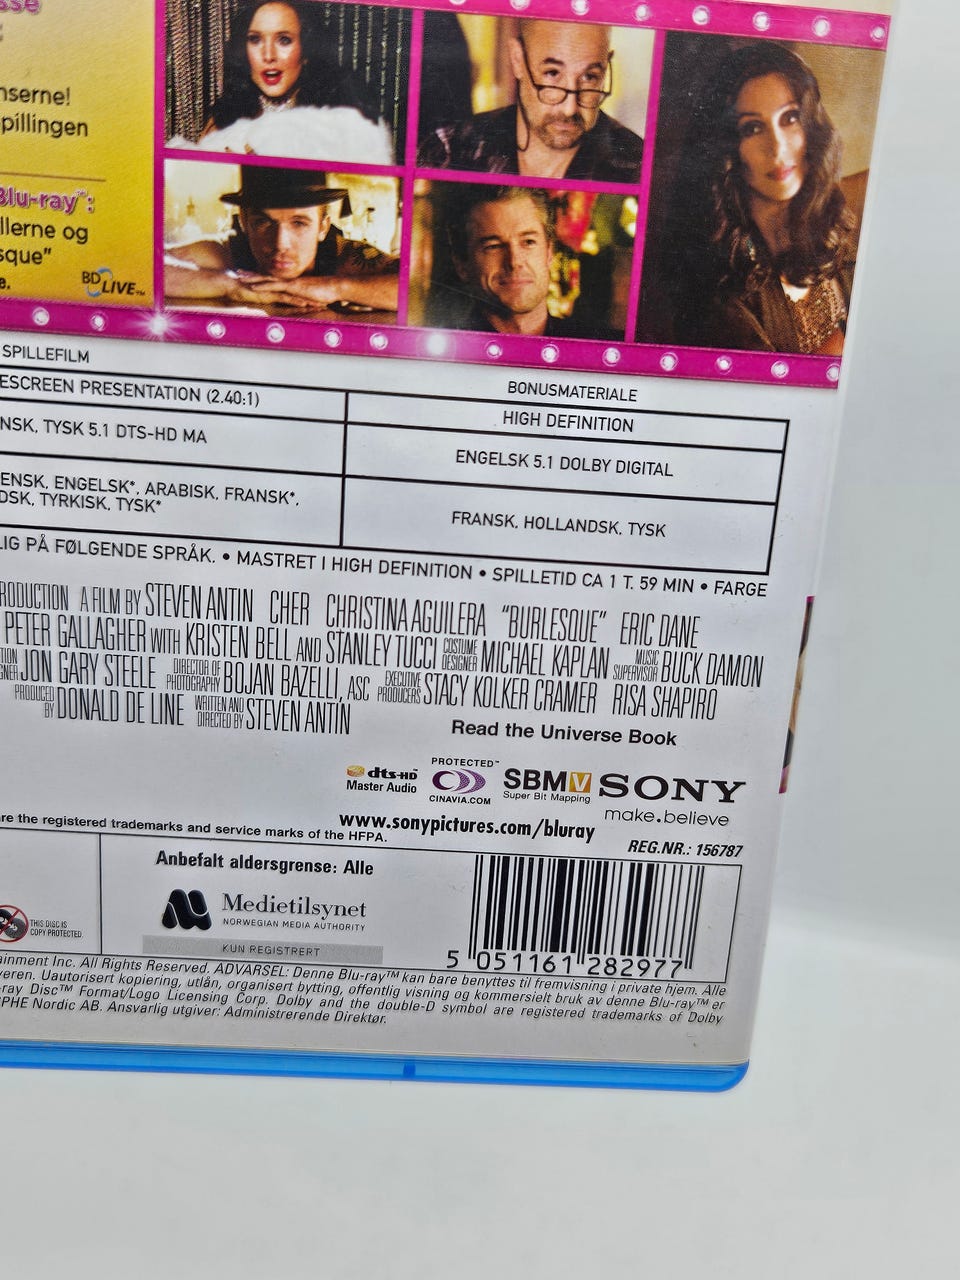 nserne!
pillingen
Blu-ray™:
llerne og
sque"
BD LIVE™
SPILLEFILM
BONUSMATERIALE
ESCREEN PRESENTATION (2.40:1)
HIGH DEFINITION
NSK, TYSK 5.1 DTS-HD MA
ENGELSK 5.1 DOLBY DIGITAL
ENSK, ENGELSK*, ARABISK, FRANSK*,
DSK, TYRKISK, TYSK*
FRANSK, HOLLANDSK, TYSK
LIG PÅ FØLGENDE SPRÅK. • MASTRET I HIGH DEFINITION • SPILLETID CA 1 T. 59 MIN • FARGE
RODUCTION A FILM BY STEVEN ANTIN CHER CHRISTINA AGUILERA "BURLESQUE" ERIC DANE
PETER GALLAGHER WITH KRISTEN BELL AND STANLEY TUCCI COSTUME DESIGNER MICHAEL KAPLAN MUSIC SUPERVISOR BUCK DAMON
JON GARY STEELE DIRECTOR OF PHOTOGRAPHY BOJAN BAZELLI, ASC EXECUTIVE PRODUCERS STACY KOLKER CRAMER RISA SHAPIRO
PRODUCED BY DONALD DE LINE WRITTEN AND DIRECTED BY STEVEN ANTIN
Read the Universe Book
dts-HD Master Audio
PROTECTED™ CINAVIA.COM
SBMV Super Bit Mapping
SONY
make.believe
www.sonypictures.com/bluray
re the registered trademarks and service marks of the HFPA.
REG.NR.: 156787
Anbefalt aldersgrense: Alle
Medietilsynet
NORWEGIAN MEDIA AUTHORITY
KUN REGISTRERT
THIS DISC IS
COPY PROTECTED
5 051161 282977
ainment Inc. All Rights Reserved. ADVARSEL: Denne Blu-ray™ kan bare benyttes til fremvisning i private hjem. Alle
veren. Uautorisert kopiering, utlån, organisert bytting, offentlig visning og kommersielt bruk av denne Blu-ray™ er
-ray Disc™ Format/Logo Licensing Corp. Dolby and the double-D symbol are registered trademarks of Dolby
PHE Nordic AB. Ansvarlig utgiver: Administrerende Direktør.